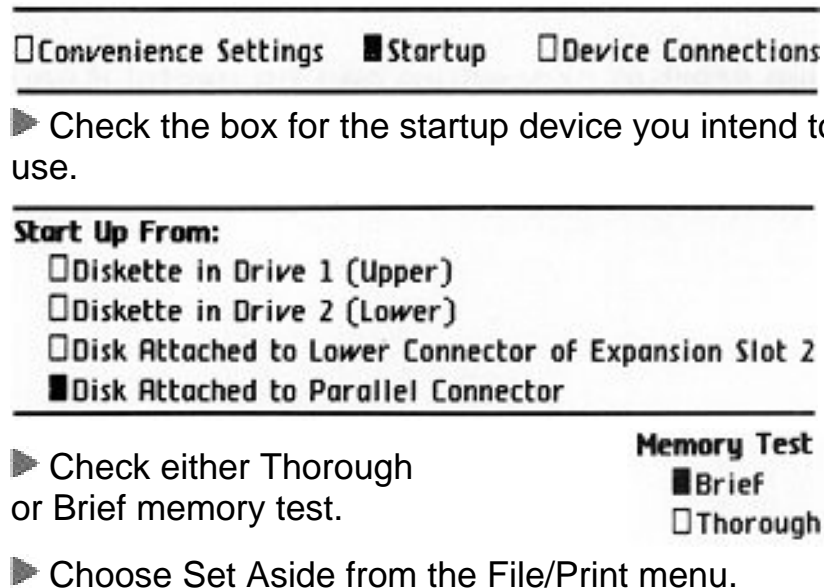 Convenience Settings Startup Device Connections
Check the box for the startup device you intend to
use.
Start Up From:
Diskette in Drive 1 (Upper)
Diskette in Drive 2 (Lower)
Disk Attached to Lower Connector of Expansion Slot 2
Disk Attached to Parallel Connector
Check either Thorough
or Brief memory test.
Memory Test
Brief
Thorough
Choose Set Aside from the File/Print menu.